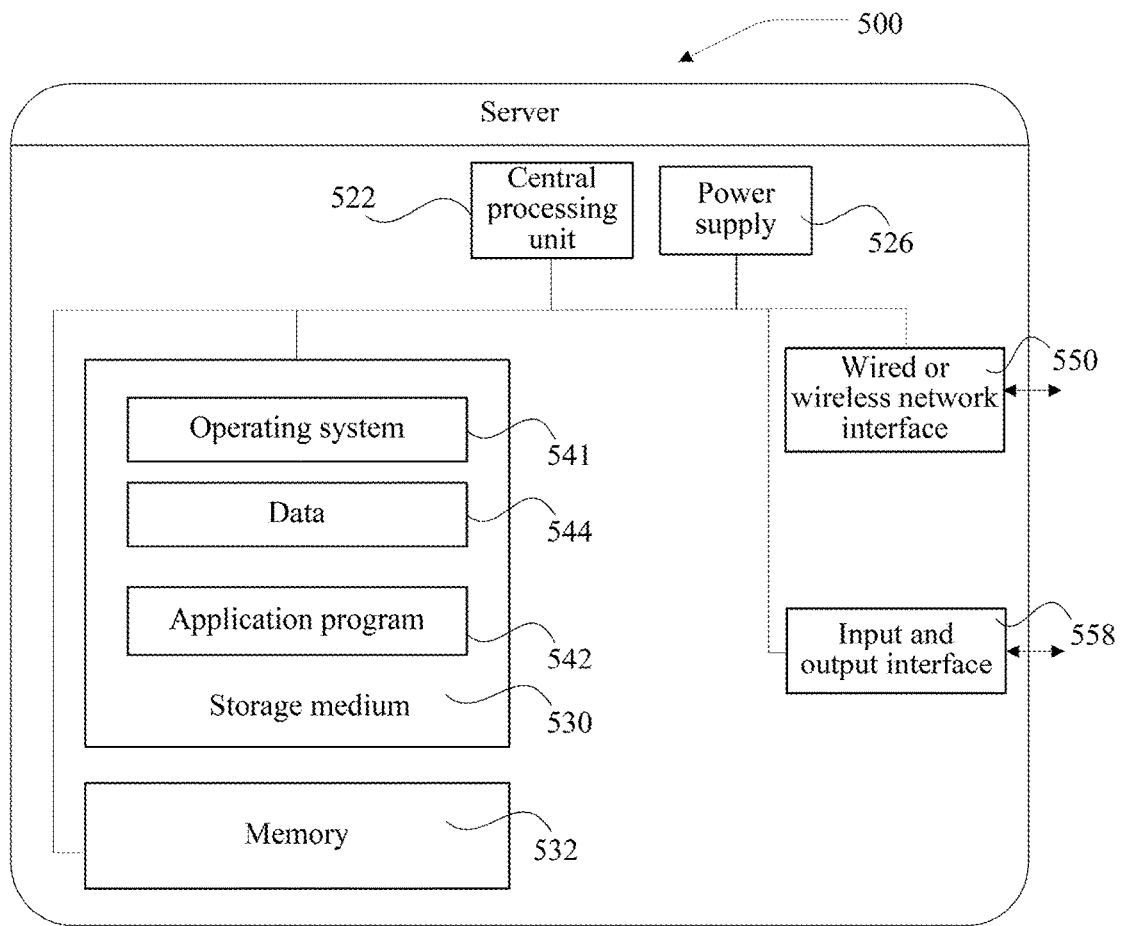 500
Server
522
Central
processing
unit
Power
supply
526
Wired or
wireless network
interface
550
Operating system
541
Data
544
Application program
542
Storage medium
530
Input and
output interface
558
Memory
532